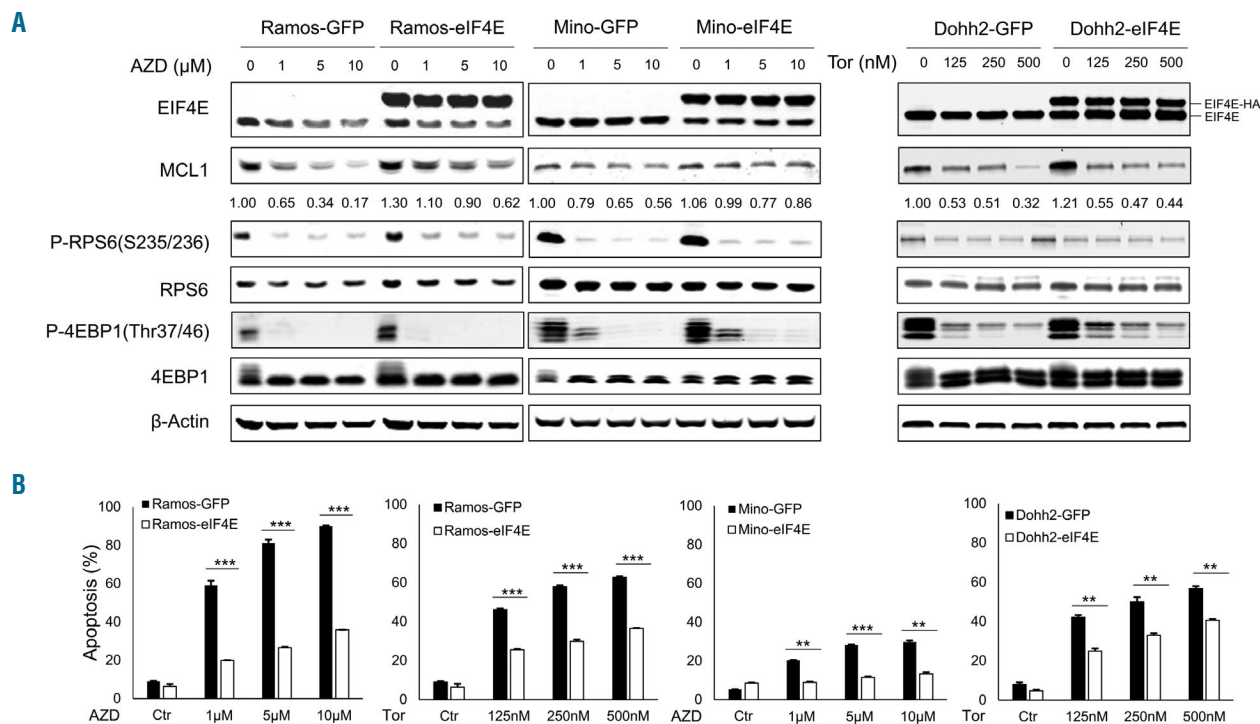 A
Ramos-GFP Ramos-eIF4E Mino-GFP Mino-eIF4E Dohh2-GFP Dohh2-eIF4E
AZD (μM) 0 1 5 10 0 1 5 10 0 1 5 10 0 1 5 10 Tor (nM) 0 125 250 500 0 125 250 500
EIF4E EIF4E-HA
EIF4E
MCL1
1.00 0.65 0.34 0.17 1.30 1.10 0.90 0.62 1.00 0.79 0.65 0.56 1.06 0.99 0.77 0.86 1.00 0.53 0.51 0.32 1.21 0.55 0.47 0.44
P-RPS6(S235/236)
RPS6
P-4EBP1(Thr37/46)
4EBP1
β-Actin
B
Apoptosis (%)
100
80
60
40
20
0
Ramos-GFP
Ramos-eIF4E
*** *** ***
AZD Ctr 1μM 5μM 10μM
100
80
60
40
20
0
Ramos-GFP
Ramos-eIF4E
*** *** ***
Tor Ctr 125nM 250nM 500nM
100
80
60
40
20
0
Mino-GFP
Mino-eIF4E
** *** **
AZD Ctr 1μM 5μM 10μM
100
80
60
40
20
0
Dohh2-GFP
Dohh2-eIF4E
** ** **
Tor Ctr 125nM 250nM 500nM